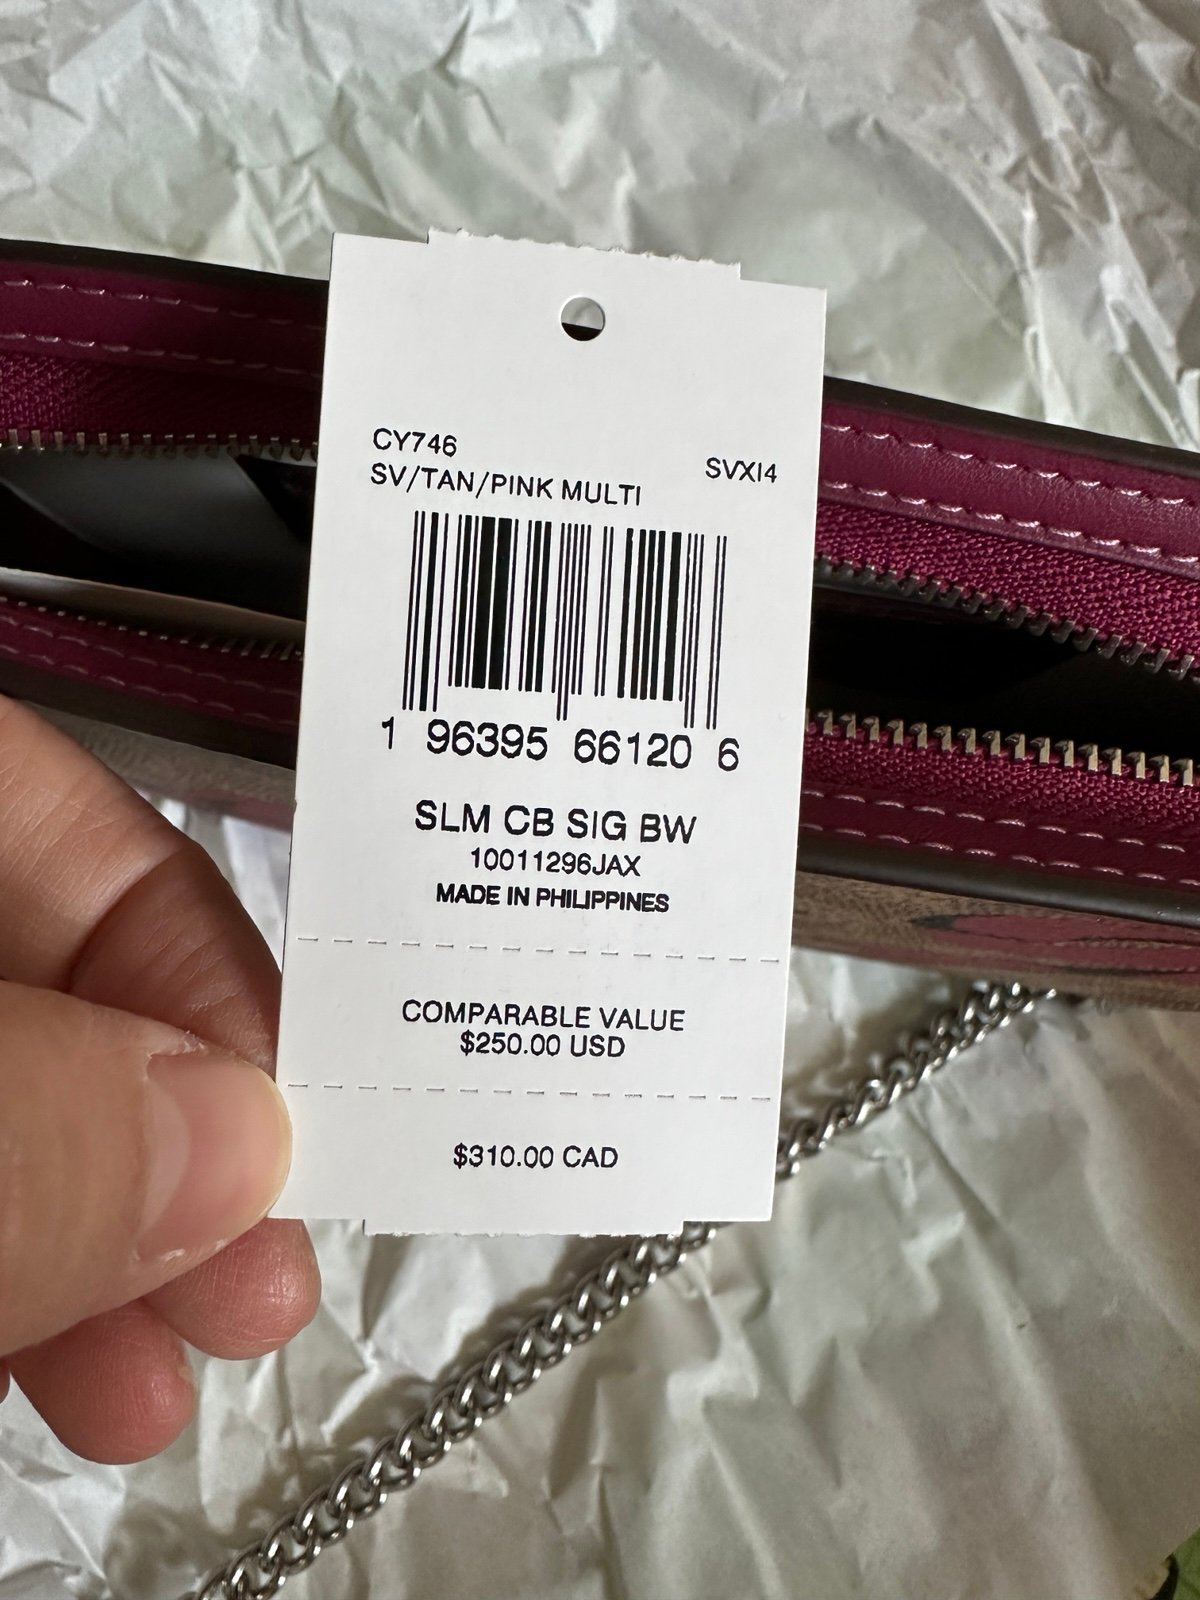 CY746
SV/TAN/PINK MULTI
SVXI4
1 96395 66120 6
SLM CB SIG BW
10011296JAX
MADE IN PHILIPPINES
COMPARABLE VALUE
$250.00 USD
$310.00 CAD